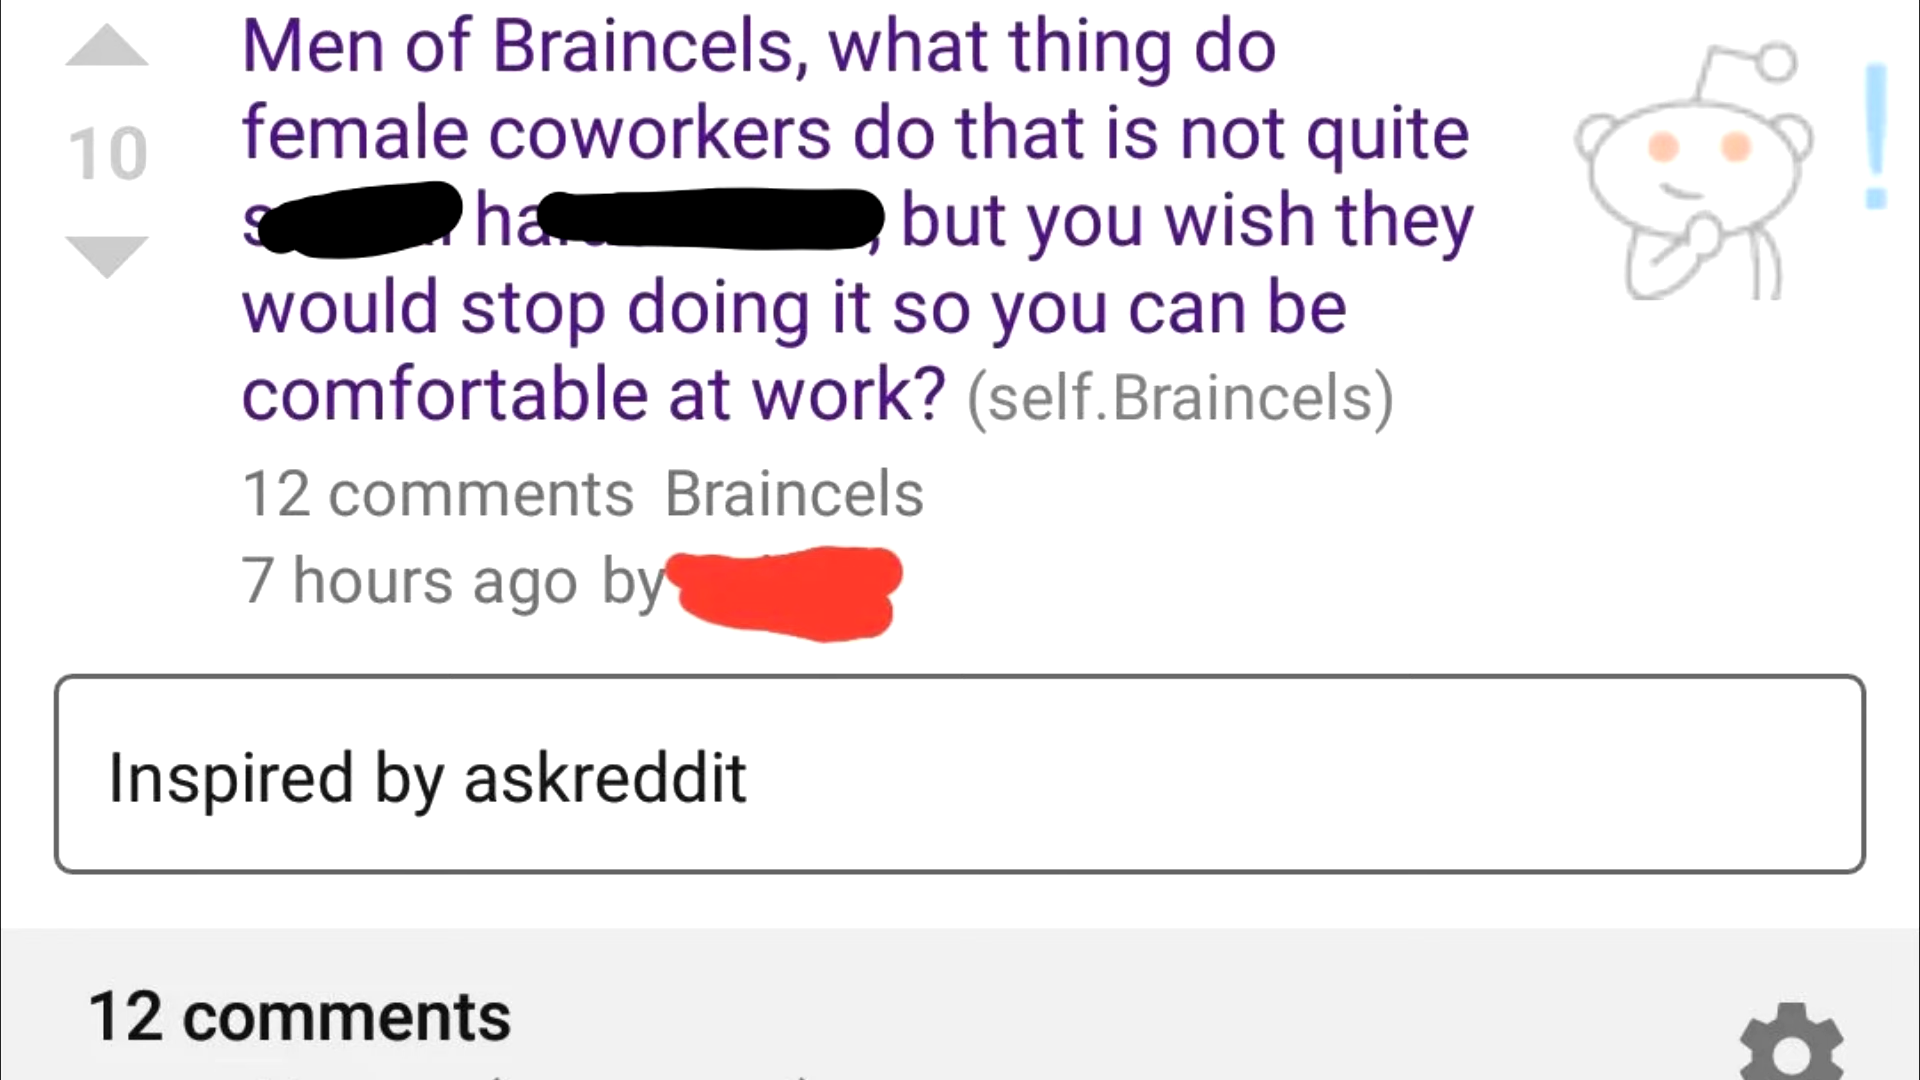 Men of Braincels, what thing do
10
female coworkers do that is not quite
but you wish they
would stop doing it so you can be
comfortable at work? (self.Braincels)
12 comments Braincels
7 hours ago by
Inspired by askreddit
12 comments